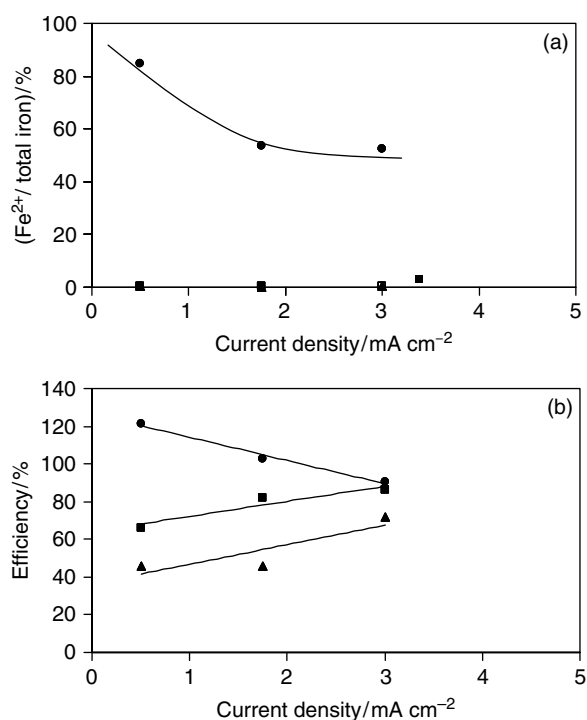 (a)
(Fe²⁺/ total iron)/%
100
80
60
40
20
0
0 1 2 3 4 5
Current density/mA cm⁻²
(b)
Efficiency/%
140
120
100
80
60
40
20
0
0 1 2 3 4 5
Current density/mA cm⁻²